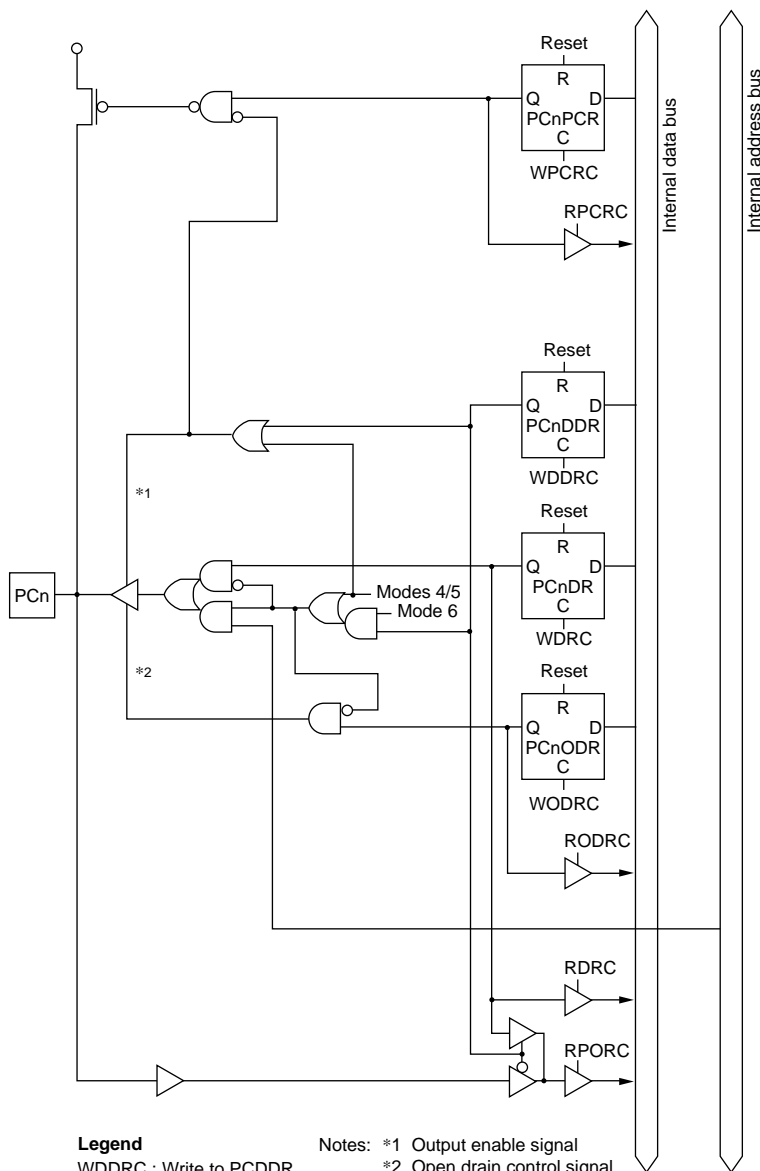 Reset
R
Q D
PCnPCR
C
WPCRC
RPCRC
Internal data bus
Internal address bus
Reset
R
Q D
PCnDDR
C
WDDRC
*1
Reset
R
Q D
PCnDR
C
WDRC
PCn
Modes 4/5
Mode 6
*2
Reset
R
Q D
PCnODR
C
WODRC
RODRC
RDRC
RPORC
Legend
WDDRC : Write to PCDDR
Notes: *1 Output enable signal
*2 Open drain control signal